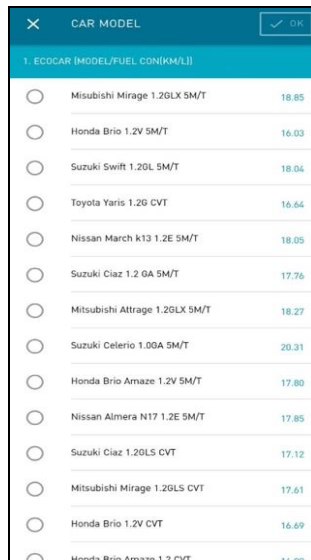 CAR MODEL
OK
1. ECOCAR (MODEL/FUEL CON(KM/L))
Misubishi Mirage 1.2GLX 5M/T 18.85
Honda Brio 1.2V 5M/T 16.03
Suzuki Swift 1.2GL 5M/T 18.04
Toyota Yaris 1.2G CVT 16.64
Nissan March k13 1.2E 5M/T 18.05
Suzuki Ciaz 1.2 GA 5M/T 17.76
Mitsubishi Attrage 1.2GLX 5M/T 18.27
Suzuki Celerio 1.0GA 5M/T 20.31
Honda Brio Amaze 1.2V 5M/T 17.80
Nissan Almera N17 1.2E 5M/T 17.85
Suzuki Ciaz 1.2GLS CVT 17.12
Mitsubishi Mirage 1.2GLS CVT 17.61
Honda Brio 1.2V CVT 16.69
Honda Brio Amaze 1.2 CVT